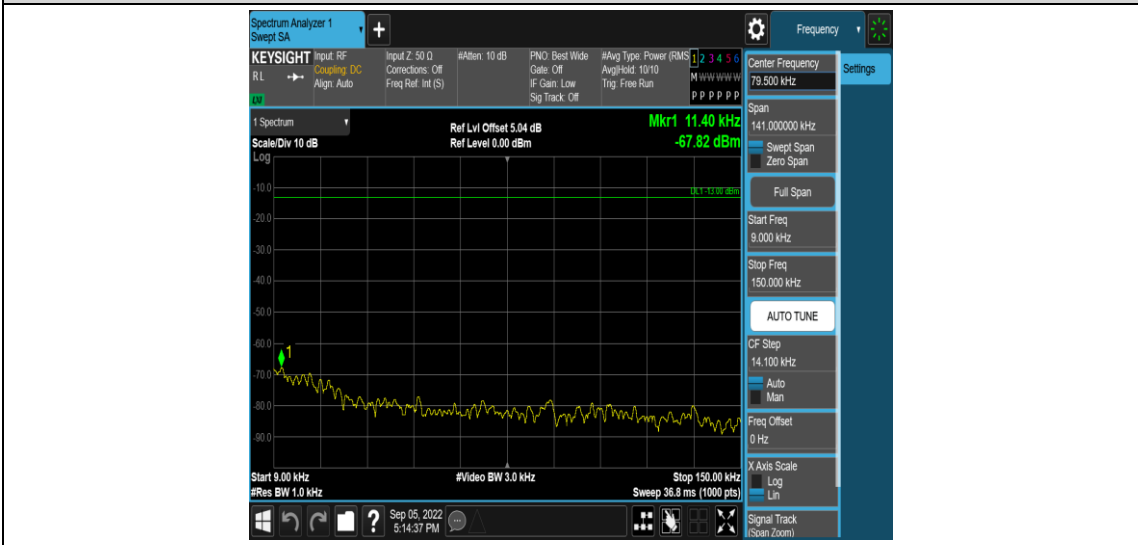 Spectrum Analyzer 1
Swept SA
+
Frequency
KEYSIGHT
RL
LXI
Input: RF
Coupling: DC
Align: Auto
Input Z: 50 Ω
Corrections: Off
Freq Ref: Int (S)
#Atten: 10 dB
PNO: Best Wide
Gate: Off
IF Gain: Low
Sig Track: Off
#Avg Type: Power (RMS
Avg|Hold: 10/10
Trig: Free Run
1 2 3 4 5 6
M W W W W W
P P P P P P
Center Frequency
79.500 kHz
Settings
Span
141.000000 kHz
Swept Span
Zero Span
Full Span
Start Freq
9.000 kHz
Stop Freq
150.000 kHz
AUTO TUNE
CF Step
14.100 kHz
Auto
Man
Freq Offset
0 Hz
X Axis Scale
Log
Lin
Signal Track
(Span Zoom)
1 Spectrum
Scale/Div 10 dB
Log
Ref Lvl Offset 5.04 dB
Ref Level 0.00 dBm
Mkr1 11.40 kHz
-67.82 dBm
DL1 -13.00 dBm
-10.0
-20.0
-30.0
-40.0
-50.0
-60.0
1
-70.0
-80.0
-90.0
Start 9.00 kHz
#Video BW 3.0 kHz
Stop 150.00 kHz
#Res BW 1.0 kHz
Sweep 36.8 ms (1000 pts)
?
Sep 05, 2022
5:14:37 PM